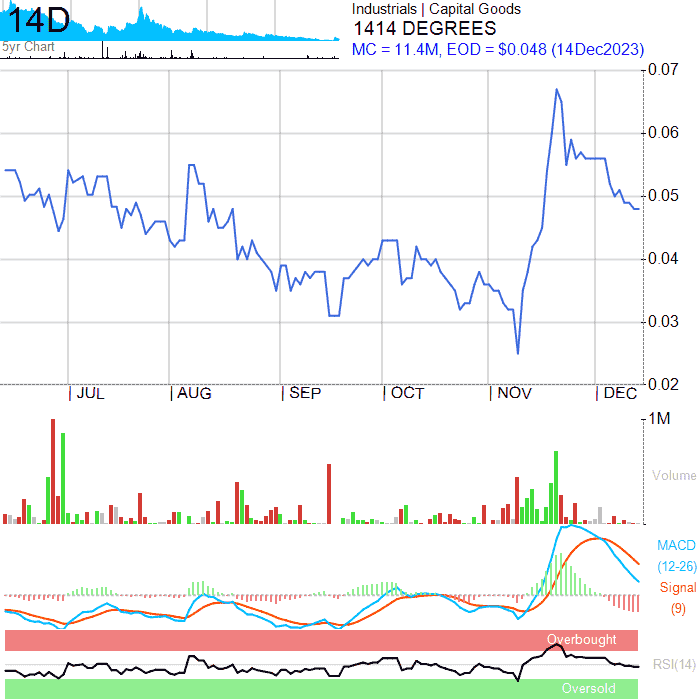 14D
5yr Chart
Industrials | Capital Goods
1414 DEGREES
MC = 11.4M, EOD = $0.048 (14Dec2023)
0.07
0.06
0.05
0.04
0.03
0.02
| JUL | AUG | SEP | OCT | NOV | DEC
1M
Volume
MACD
(12-26)
Signal
(9)
Overbought
RSI(14)
Oversold